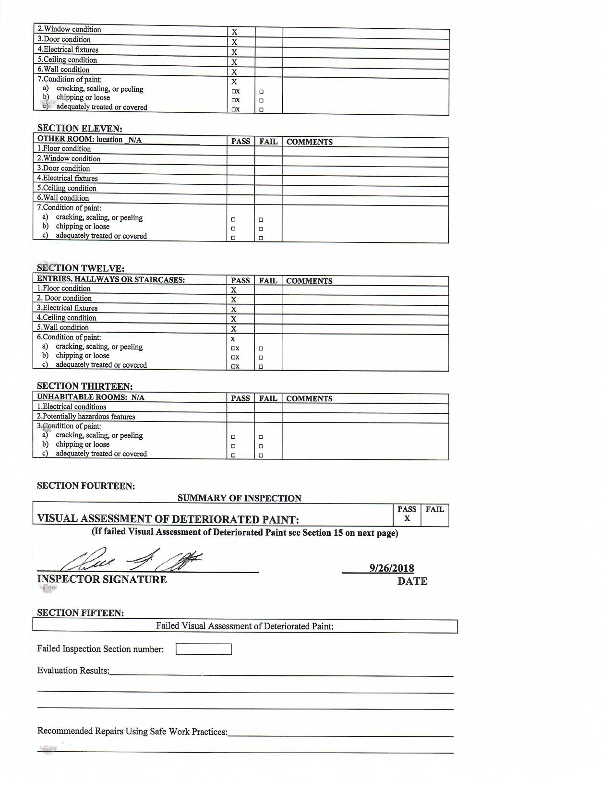 2.Window condition X
3.Door condition X
4.Electrical fixtures X
5.Ceiling condition X
6.Wall condition X
7.Condition of paint: X
a) cracking, scaling, or peeling □X □
b) chipping or loose □X □
c) adequately treated or covered □X □
SECTION ELEVEN:
OTHER ROOM: location N/A PASS FAIL COMMENTS
1.Floor condition
2.Window condition
3.Door condition
4.Electrical fixtures
5.Ceiling condition
6.Wall condition
7.Condition of paint:
a) cracking, scaling, or peeling □ □
b) chipping or loose □ □
c) adequately treated or covered □ □
SECTION TWELVE:
ENTRIES, HALLWAYS OR STAIRCASES: PASS FAIL COMMENTS
1.Floor condition X
2. Door condition X
3.Electrical fixtures X
4.Ceiling condition X
5.Wall condition X
6.Condition of paint: X
a) cracking, scaling, or peeling □X □
b) chipping or loose □X □
c) adequately treated or covered □X □
SECTION THIRTEEN:
UNHABITABLE ROOMS: N/A PASS FAIL COMMENTS
1.Electrical conditions
2.Potentially hazardous features
3.Condition of paint:
a) cracking, scaling, or peeling □ □
b) chipping or loose □ □
c) adequately treated or covered □ □
SECTION FOURTEEN:
SUMMARY OF INSPECTION
PASS FAIL
VISUAL ASSESSMENT OF DETERIORATED PAINT: X
(If failed Visual Assessment of Deteriorated Paint see Section 15 on next page)
9/26/2018
INSPECTOR SIGNATURE DATE
SECTION FIFTEEN:
Failed Visual Assessment of Deteriorated Paint:
Failed Inspection Section number:
Evaluation Results:
Recommended Repairs Using Safe Work Practices: